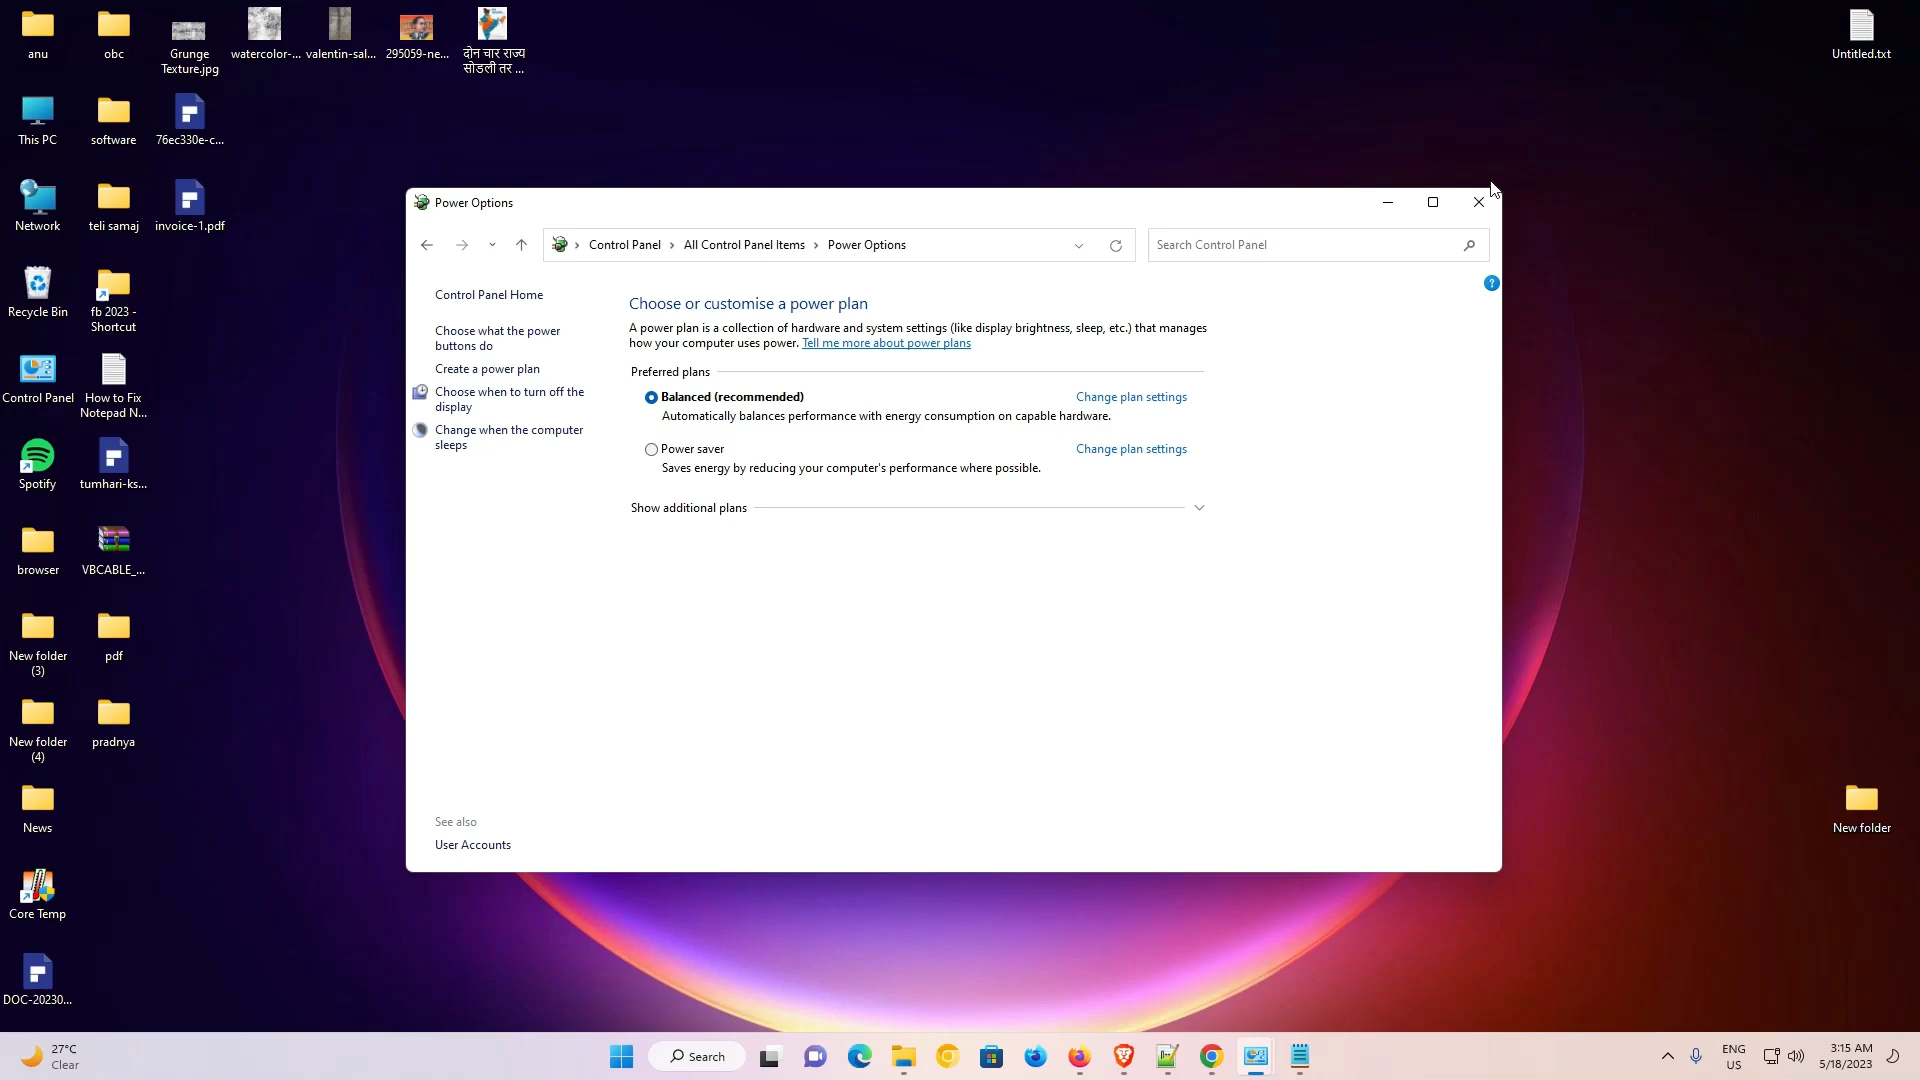 anu
obc
Grunge
Texture.jpg
watercolor-...
valentin-sal...
295059-ne...
दोन चार राज्य
सोडली तर ...
Untitled.txt
This PC
software
76ec330e-c...
Network
teli samaj
invoice-1.pdf
Recycle Bin
fb 2023 -
Shortcut
Control Panel
How to Fix
Notepad N...
Spotify
tumhari-ks...
browser
VBCABLE_...
New folder
(3)
pdf
New folder
(4)
pradnya
News
Core Temp
DOC-20230...
New folder
Power Options
Control Panel
All Control Panel Items
Power Options
Search Control Panel
?
Control Panel Home
Choose what the power
buttons do
Create a power plan
Choose when to turn off the
display
Change when the computer
sleeps
See also
User Accounts
Choose or customise a power plan
A power plan is a collection of hardware and system settings (like display brightness, sleep, etc.) that manages
how your computer uses power. Tell me more about power plans
Preferred plans
Balanced (recommended) Change plan settings
Automatically balances performance with energy consumption on capable hardware.
Power saver Change plan settings
Saves energy by reducing your computer's performance where possible.
Show additional plans
27°C
Clear
Search
ENG
US
3:15 AM
5/18/2023